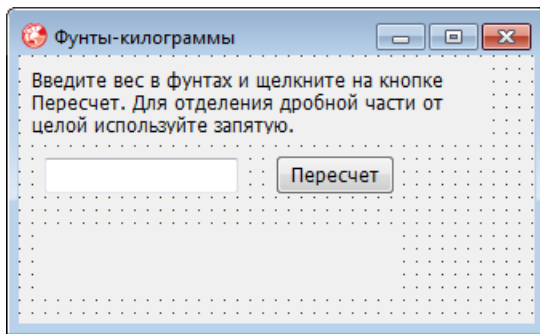 Фунты-килограммы
Введите вес в фунтах и щелкните на кнопке
Пересчет. Для отделения дробной части от
целой используйте запятую.
Пересчет